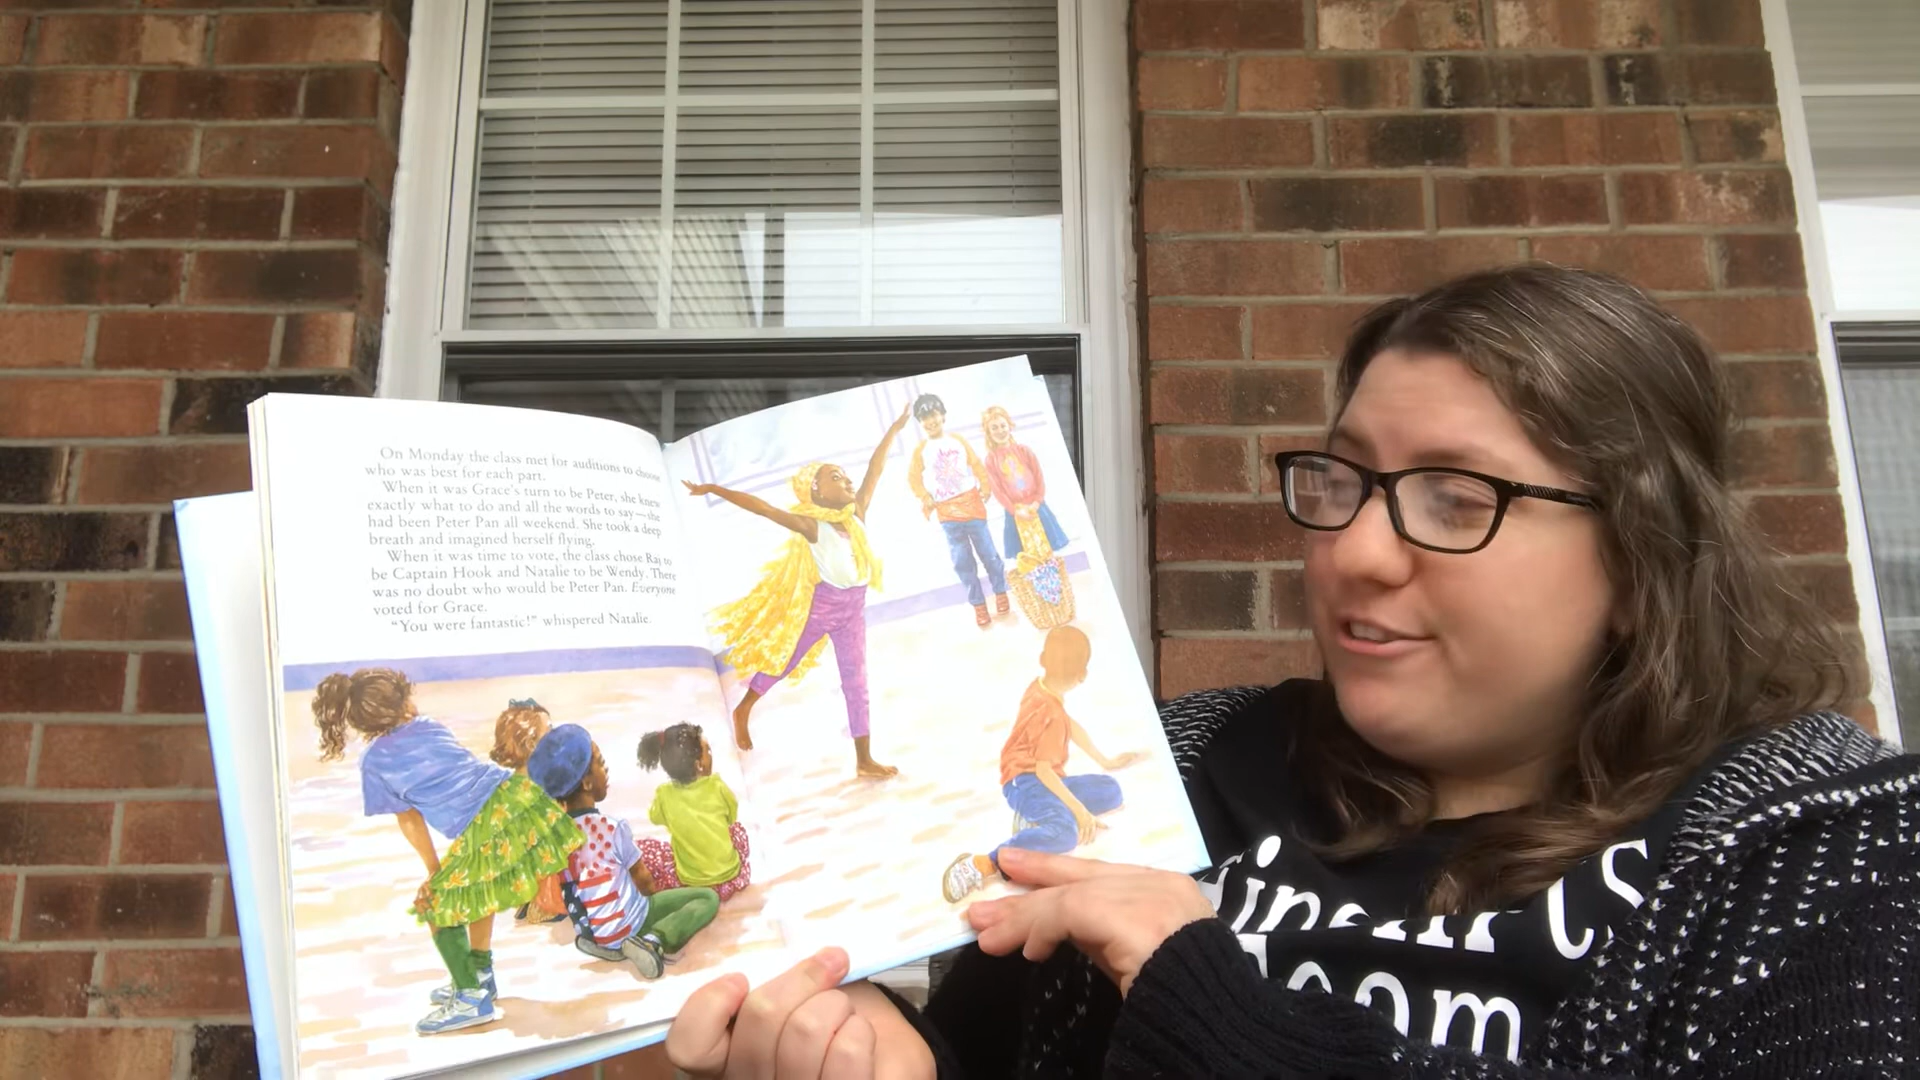 On Monday the class met for auditions to choose
who was best for each part.
When it was Grace's turn to be Peter, she knew
exactly what to do and all the words to say—she
had been Peter Pan all weekend. She took a deep
breath and imagined herself flying.
When it was time to vote, the class chose Raj to
be Captain Hook and Natalie to be Wendy. There
was no doubt who would be Peter Pan. Everyone
voted for Grace.
"You were fantastic!" whispered Natalie.